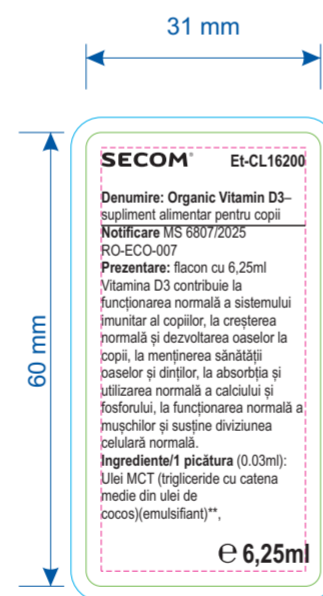 31 mm
60 mm
SECOM® Et-CL16200
Denumire: Organic Vitamin D3–
supliment alimentar pentru copii
Notificare MS 6807/2025
RO-ECO-007
Prezentare: flacon cu 6,25ml
Vitamina D3 contribuie la
funcționarea normală a sistemului
imunitar al copiilor, la creșterea
normală și dezvoltarea oaselor la
copii, la menținerea sănătății
oaselor și dinților, la absorbția și
utilizarea normală a calciului și
fosforului, la funcționarea normală a
mușchilor și susține diviziunea
celulară normală.
Ingrediente/1 picătura (0.03ml):
Ulei MCT (trigliceride cu catena
medie din ulei de
cocos)(emulsifiant)**,
℮ 6,25ml